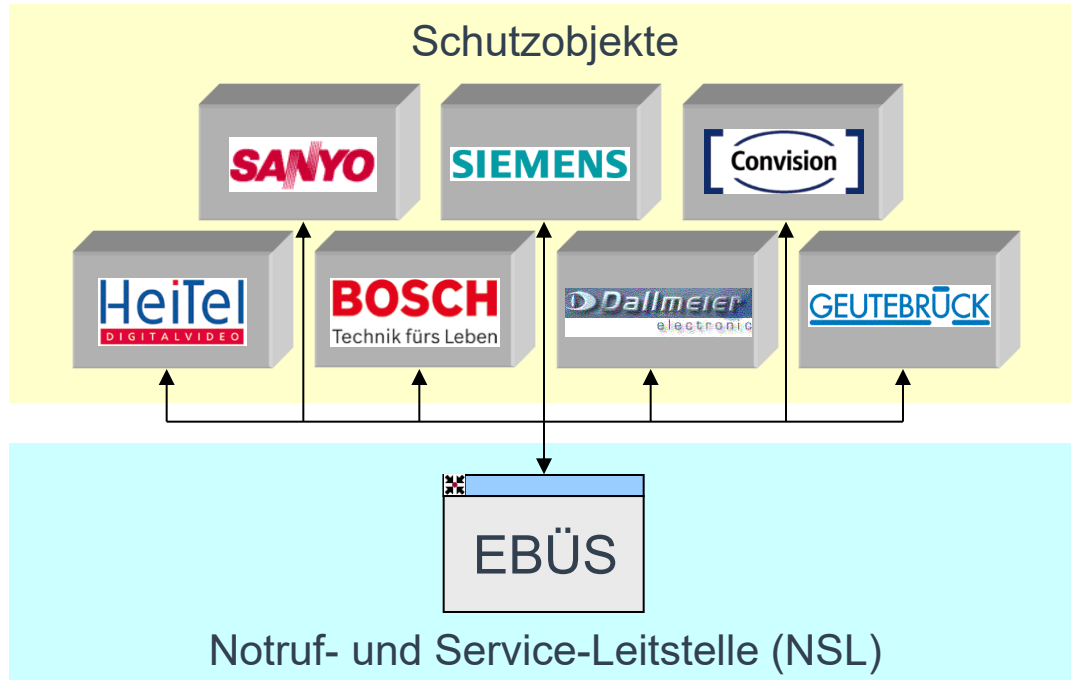 Schutzobjekte
SANYO
SIEMENS
Convision
HeiTel
DIGITALVIDEO
BOSCH
Technik fürs Leben
Dallmeier
electronic
GEUTEBRÜCK
EBÜS
Notruf- und Service-Leitstelle (NSL)